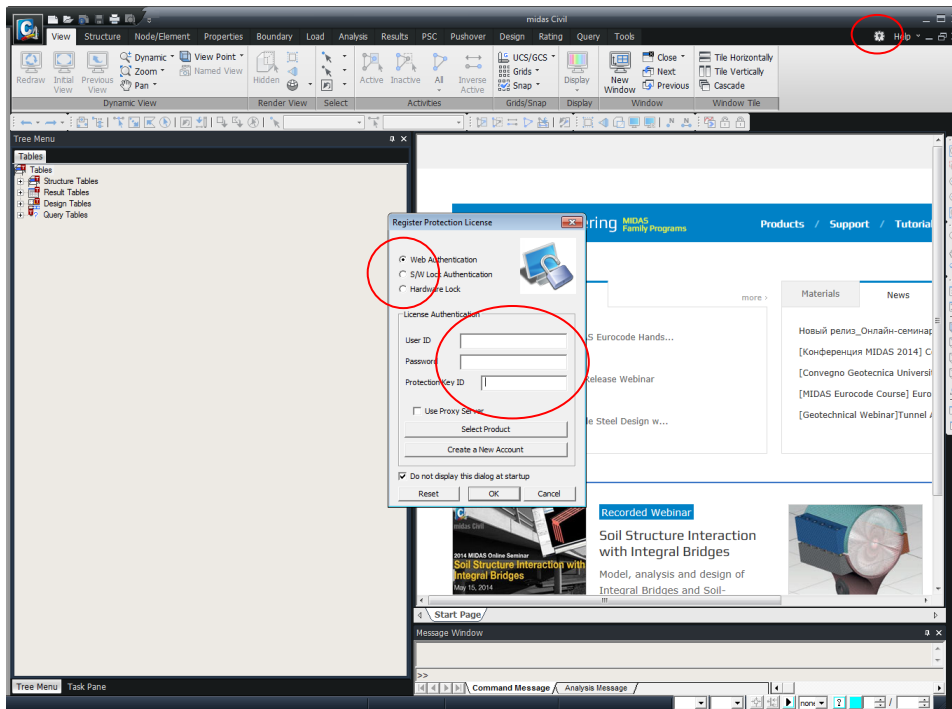 midas Civil
View Structure Node/Element Properties Boundary Load Analysis Results PSC Pushover Design Rating Query Tools Help
Redraw Initial View Previous View Dynamic Zoom Pan View Point Named View
Hidden
Active Inactive All Inverse Active
UCS/GCS Grids Snap
Display
New Window Close Next Previous
Tile Horizontally Tile Vertically Cascade
Dynamic View Render View Select Activities Grids/Snap Display Window Window Tile
Tree Menu
Tables
Tables
Structure Tables
Result Tables
Design Tables
Query Tables
Register Protection License
Web Authentication
S/W Lock Authentication
Hardware Lock
License Authentication
User ID
Password
Protection Key ID
Use Proxy Server
Select Product
Create a New Account
Do not display this dialog at startup
Reset OK Cancel
ring MIDAS Family Programs Products / Support / Tutorial
more › Materials News
S Eurocode Hands...
Release Webinar
le Steel Design w...
Новый релиз_Онлайн-семинар
[Конференция MIDAS 2014]
[Convegno Geotecnica Universi
[MIDAS Eurocode Course] Euro
[Geotechnical Webinar]Tunnel
midas Civil
2014 MIDAS Online Seminar
Soil Structure Interaction with
Integral Bridges
May 15, 2014
Recorded Webinar
Soil Structure Interaction
with Integral Bridges
Model, analysis and design of
Integral Bridges and Soil-
Start Page
Message Window
>>
Command Message Analysis Message
Tree Menu Task Pane
none